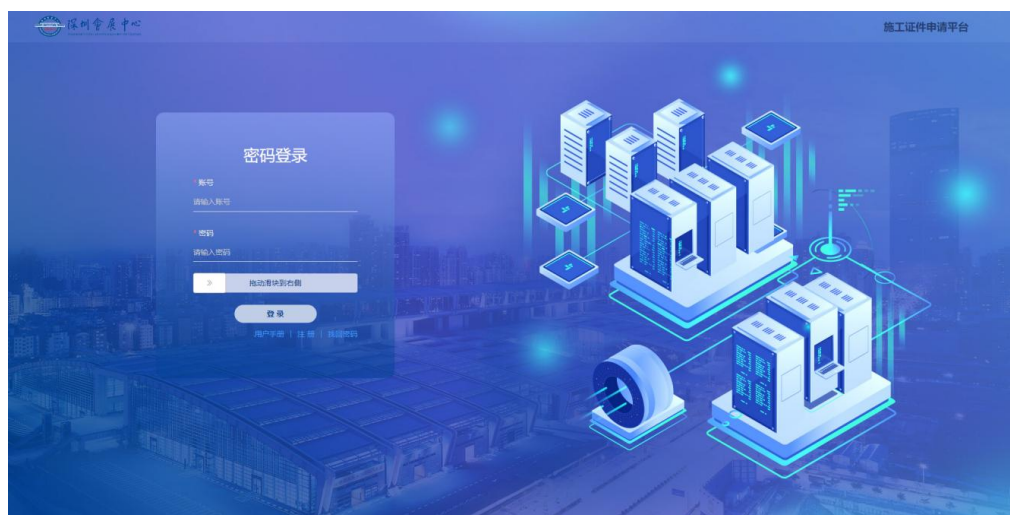 深圳會展中心
施工证件申请平台
密码登录
* 账号
请输入账号
* 密码
请输入密码
拖动滑块到右侧
登录
用户手册 | 注册 | 找回密码